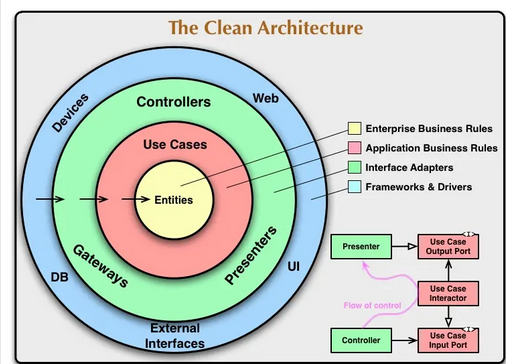 The Clean Architecture
Devices
Web
Controllers
Use Cases
Entities
Gateways
Presenters
DB
UI
External
Interfaces
Enterprise Business Rules
Application Business Rules
Interface Adapters
Frameworks & Drivers
Presenter
Use Case
Output Port
<I>
Flow of control
Use Case
Interactor
Controller
Use Case
Input Port
<I>